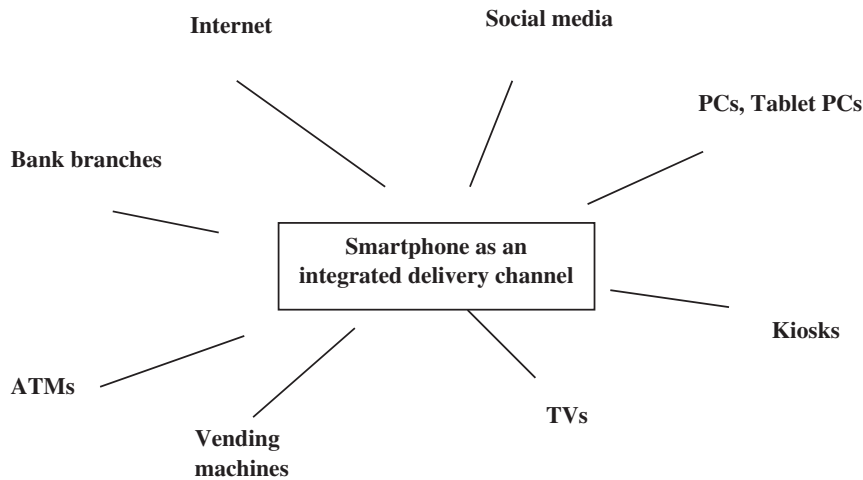 Internet
Social media
PCs, Tablet PCs
Bank branches
Smartphone as an
integrated delivery channel
Kiosks
ATMs
TVs
Vending
machines